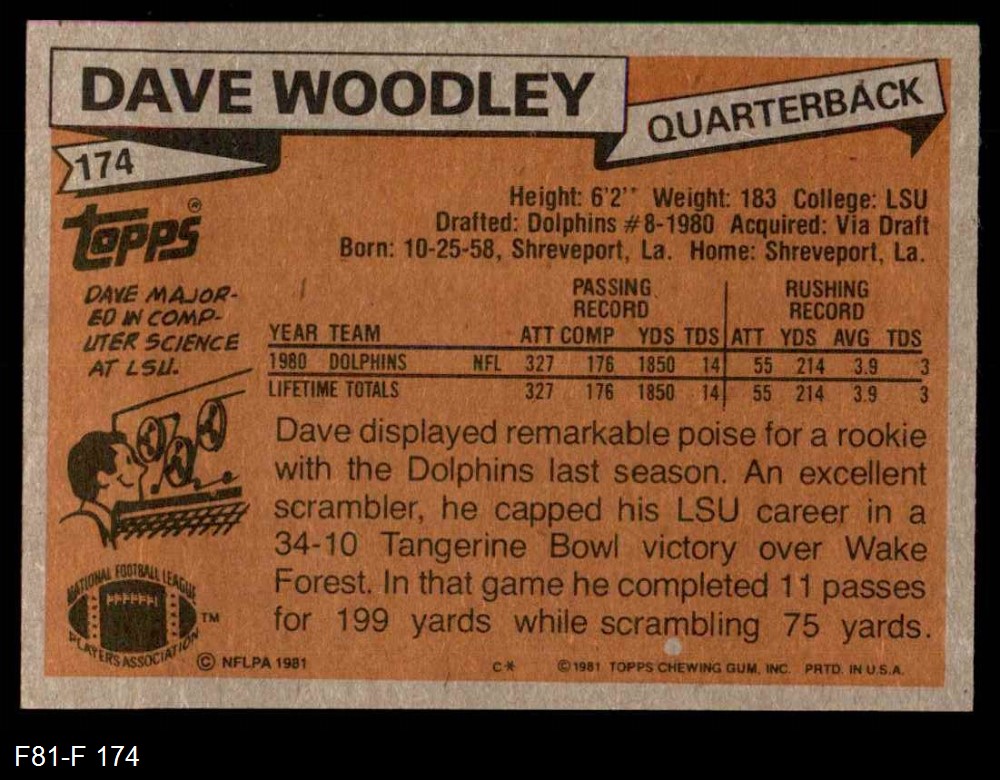 DAVE WOODLEY
QUARTERBACK
174
TOPPS ®
Height: 6'2'' Weight: 183 College: LSU
Drafted: Dolphins #8-1980 Acquired: Via Draft
Born: 10-25-58, Shreveport, La. Home: Shreveport, La.
DAVE MAJOR-
ED IN COMP-
UTER SCIENCE
AT LSU.
PASSING RUSHING
RECORD RECORD
YEAR TEAM ATT COMP YDS TDS ATT YDS AVG TDS
1980 DOLPHINS NFL 327 176 1850 14 55 214 3.9 3
LIFETIME TOTALS 327 176 1850 14 55 214 3.9 3
Dave displayed remarkable poise for a rookie
with the Dolphins last season. An excellent
scrambler, he capped his LSU career in a
34-10 Tangerine Bowl victory over Wake
Forest. In that game he completed 11 passes
for 199 yards while scrambling 75 yards.
NATIONAL FOOTBALL LEAGUE
PLAYERS ASSOCIATION ™
© NFLPA 1981 C* © 1981 TOPPS CHEWING GUM, INC. PRTD. IN U.S.A.
F81-F 174